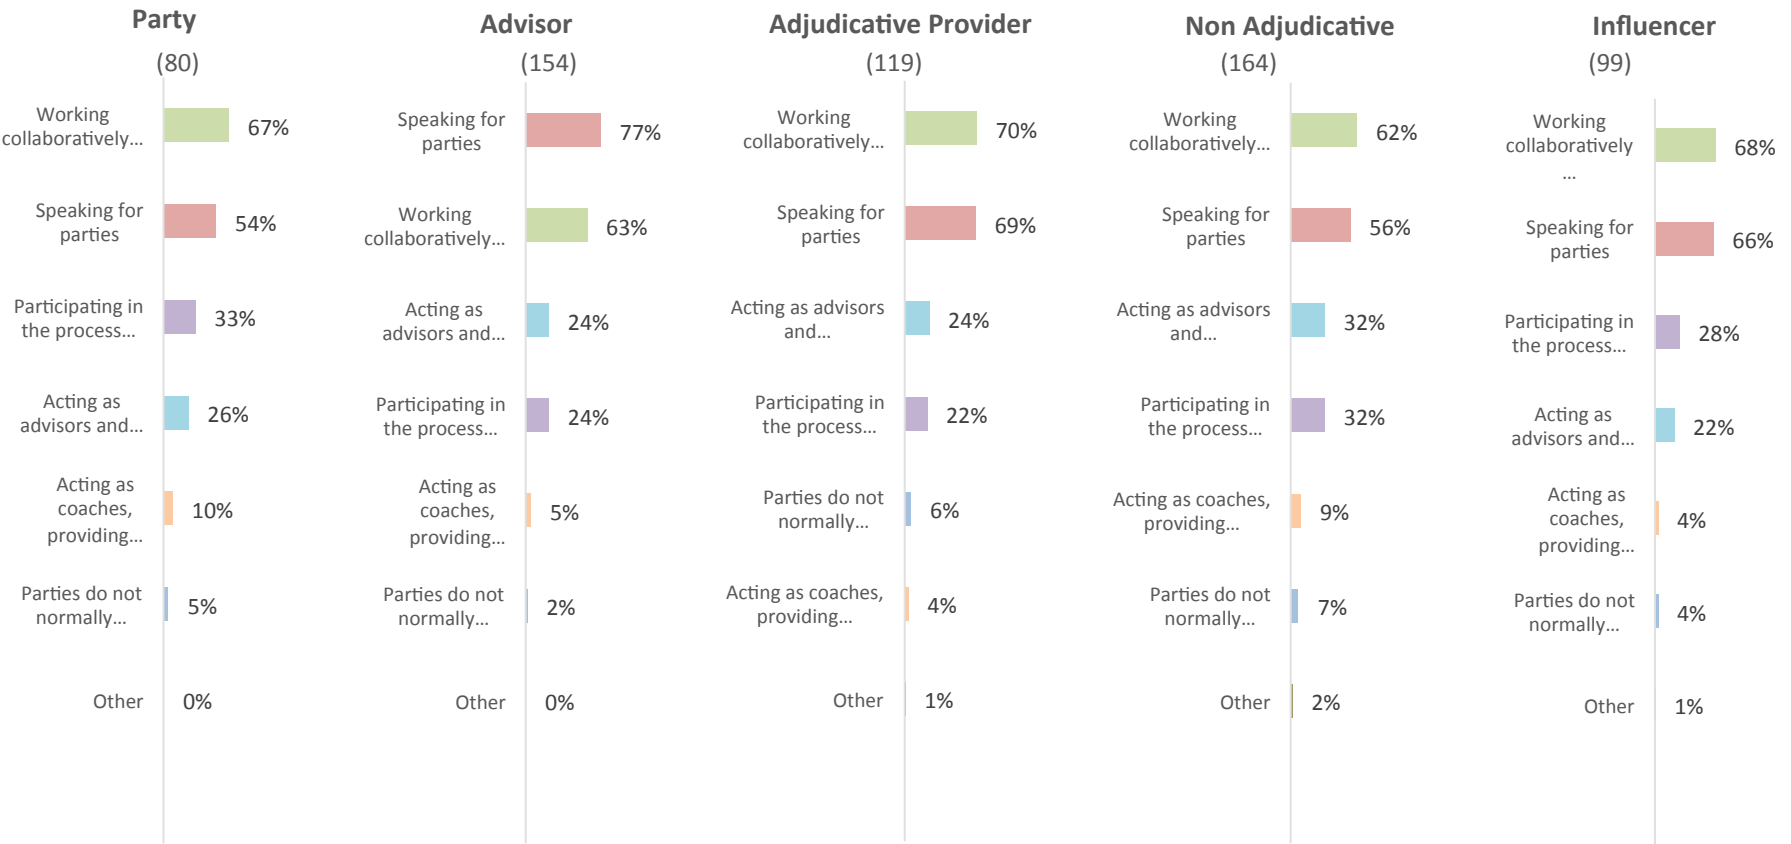 Party
(80)
Working
collaboratively...
67%
Speaking for
parties
54%
Participating in
the process...
33%
Acting as
advisors and...
26%
Acting as
coaches,
providing...
10%
Parties do not
normally...
5%
Other
0%
Advisor
(154)
Speaking for
parties
77%
Working
collaboratively...
63%
Acting as
advisors and...
24%
Participating in
the process...
24%
Acting as
coaches,
providing...
5%
Parties do not
normally...
2%
Other
0%
Adjudicative Provider
(119)
Working
collaboratively...
70%
Speaking for
parties
69%
Acting as advisors
and...
24%
Participating in
the process...
22%
Parties do not
normally...
6%
Acting as coaches,
providing...
4%
Other
1%
Non Adjudicative
(164)
Working
collaboratively...
62%
Speaking for
parties
56%
Acting as advisors
and...
32%
Participating in
the process...
32%
Acting as coaches,
providing...
9%
Parties do not
normally...
7%
Other
2%
Influencer
(99)
Working
collaboratively
...
68%
Speaking for
parties
66%
Participating in
the process...
28%
Acting as
advisors and...
22%
Acting as
coaches,
providing...
4%
Parties do not
normally...
4%
Other
1%